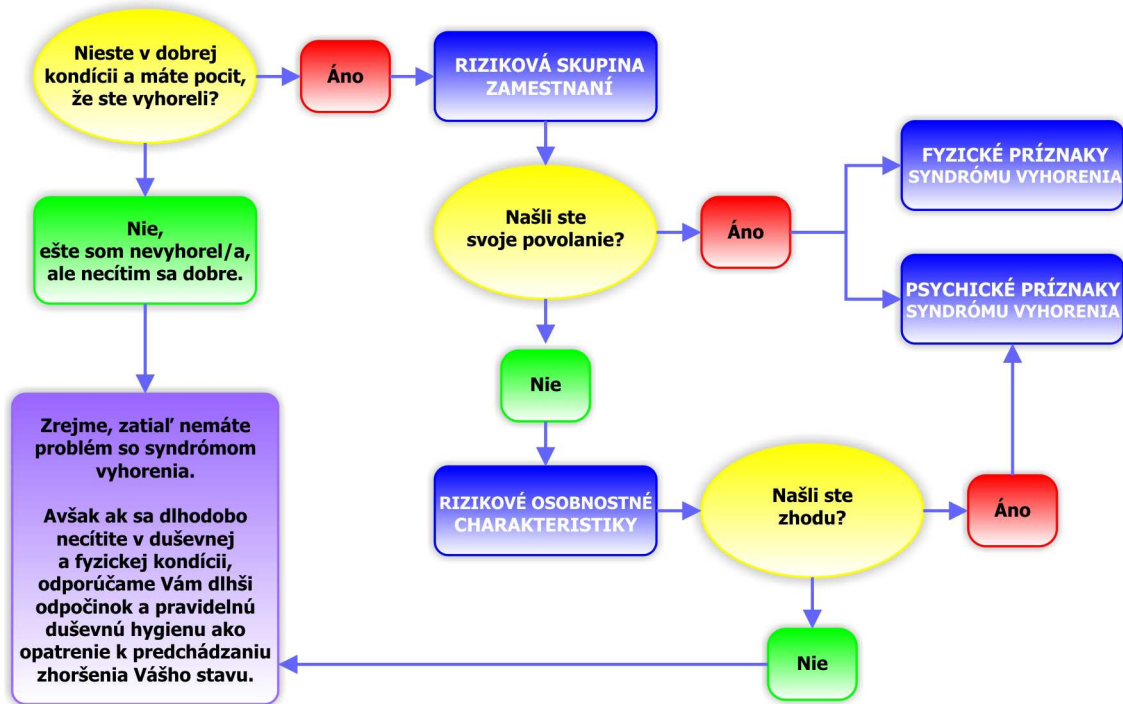 Nieste v dobrej
kondícii a máte pocit,
že ste vyhoreli?
Áno
RIZIKOVÁ SKUPINA
ZAMESTNANÍ
Nie,
ešte som nevyhorel/a,
ale necítim sa dobre.
Našli ste
svoje povolanie?
Áno
FYZICKÉ PRÍZNAKY
SYNDRÓMU VYHORENIA
PSYCHICKÉ PRÍZNAKY
SYNDRÓMU VYHORENIA
Nie
RIZIKOVÉ OSOBNOSTNÉ
CHARAKTERISTIKY
Našli ste
zhodu?
Áno
Nie
Zrejme, zatiaľ nemáte
problém so syndrómom
vyhorenia.
Avšak ak sa dlhodobo
necítite v duševnej
a fyzickej kondícii,
odporúčame Vám dlhši
odpočinok a pravidelnú
duševnú hygienu ako
opatrenie k predchádzaniu
zhoršenia Vášho stavu.